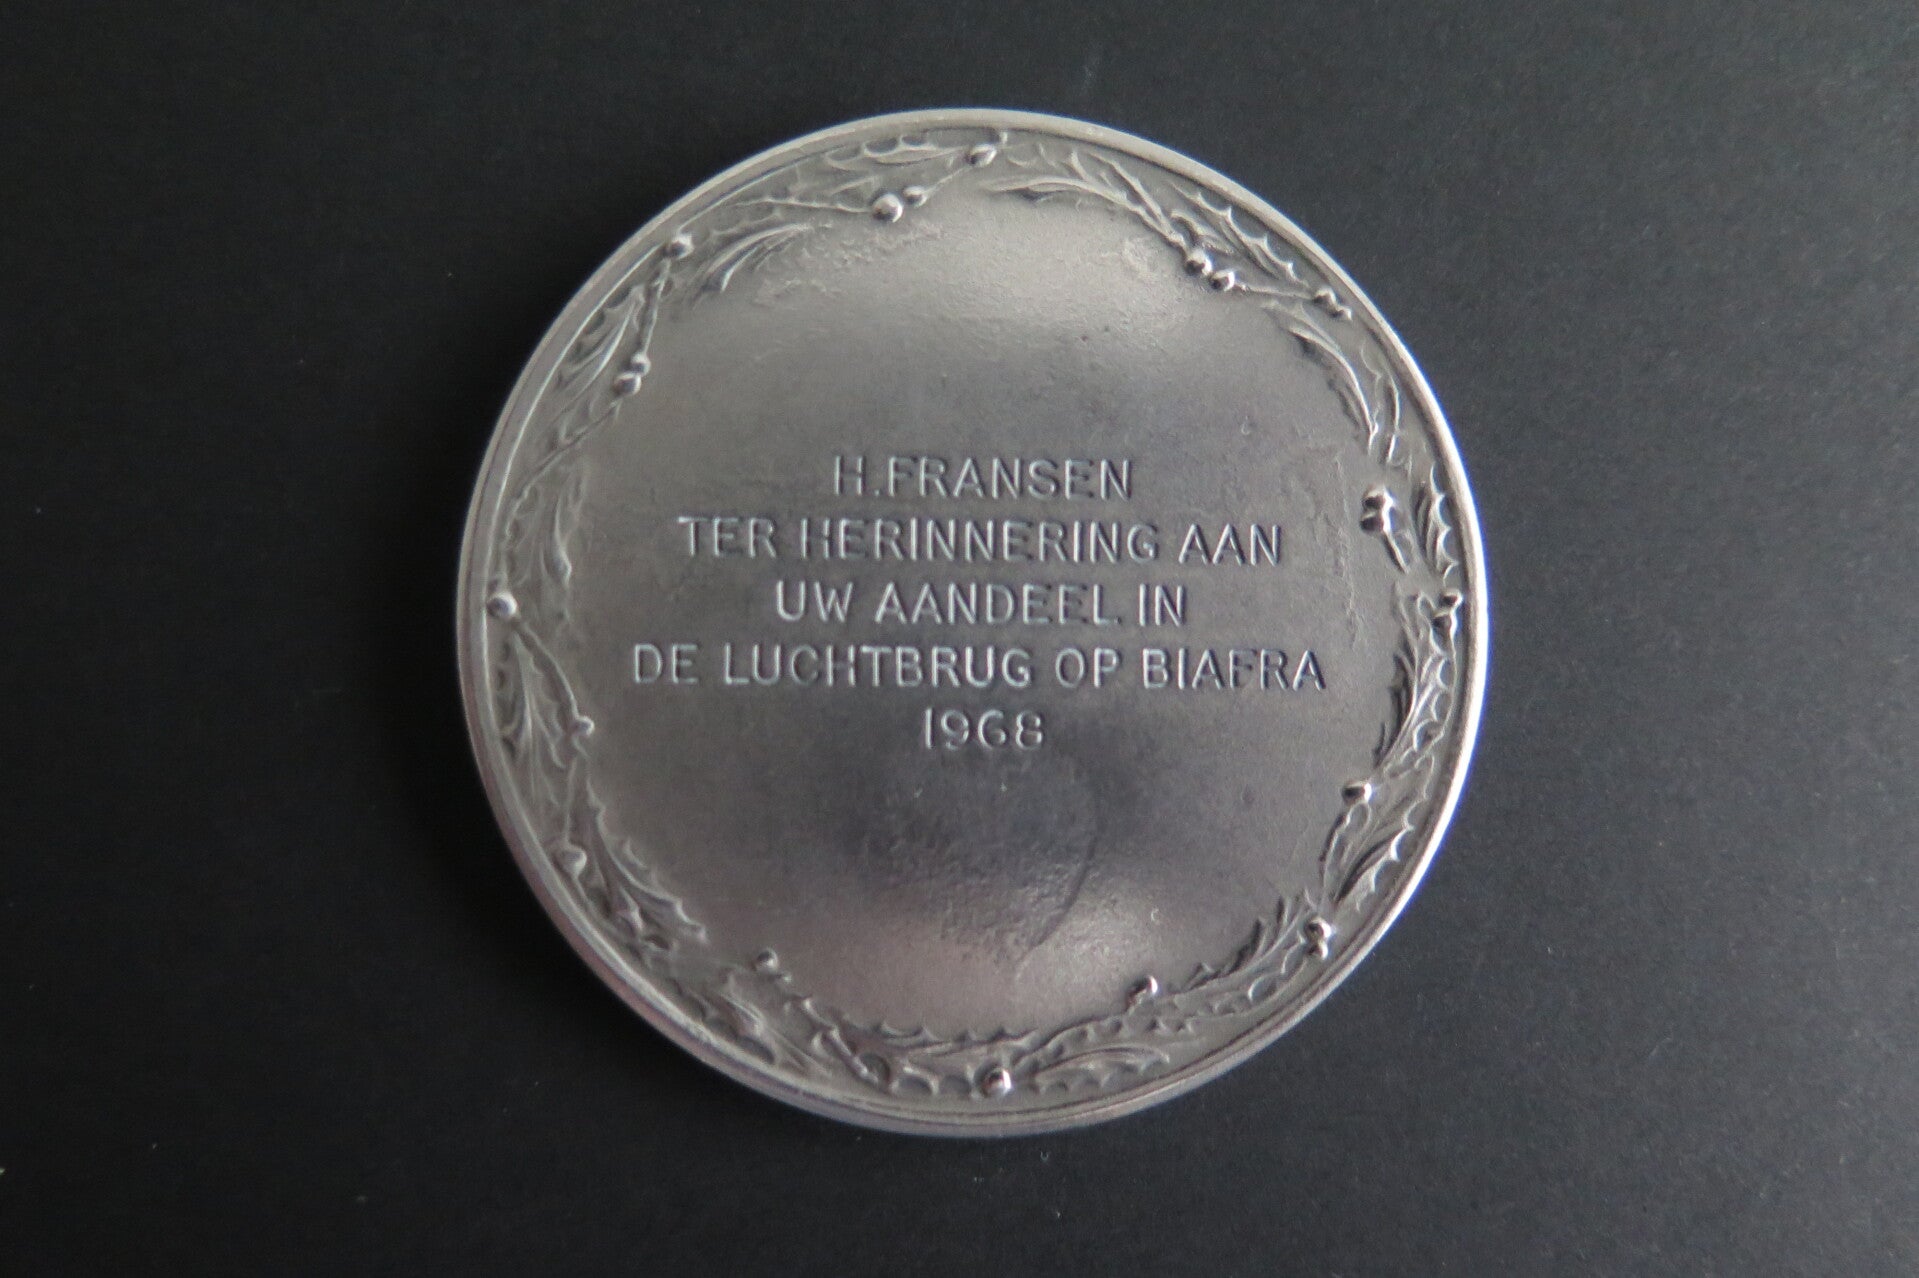 H.FRANSEN
TER HERINNERING AAN
UW AANDEEL IN
DE LUCHTBRUG OP BIAFRA
1968